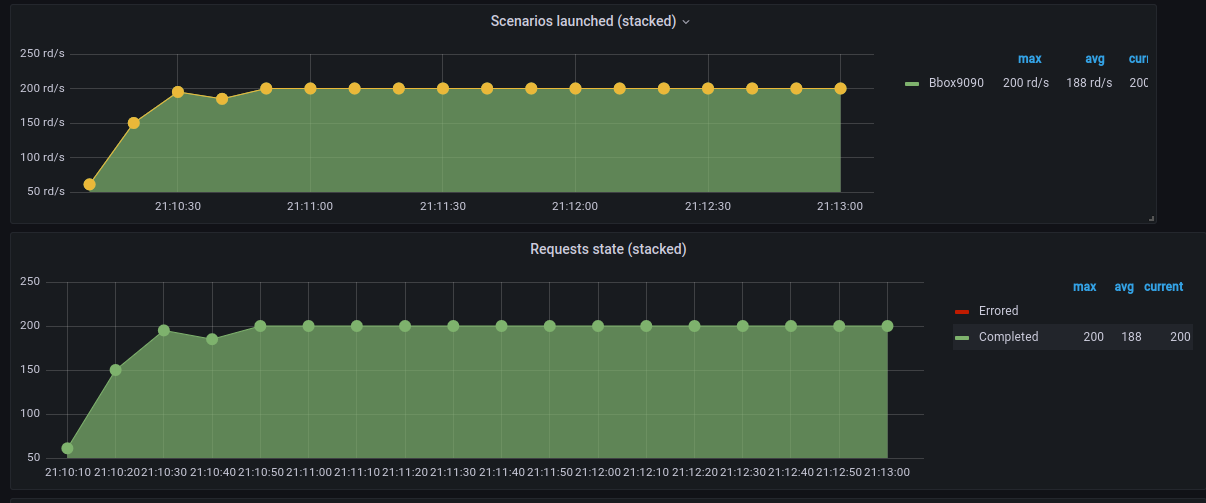 Scenarios launched (stacked)
250 rd/s
200 rd/s
150 rd/s
100 rd/s
50 rd/s
21:10:30 21:11:00 21:11:30 21:12:00 21:12:30 21:13:00
max avg
Bbox9090 200 rd/s 188 rd/s 200
Requests state (stacked)
250
200
150
100
50
21:10:10 21:10:20 21:10:30 21:10:40 21:10:50 21:11:00 21:11:10 21:11:20 21:11:30 21:11:40 21:11:50 21:12:00 21:12:10 21:12:20 21:12:30 21:12:40 21:12:50 21:13:00
max avg current
Errored
Completed 200 188 200